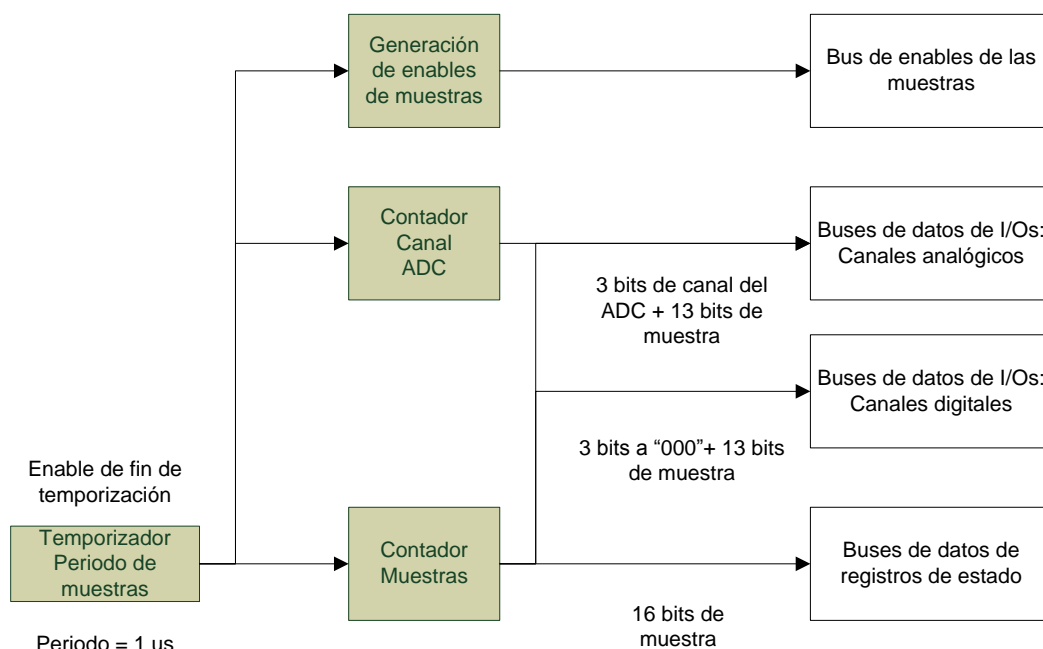 Generación
de enables
de muestras
Bus de enables de las
muestras
Contador
Canal
ADC
Buses de datos de I/Os:
Canales analógicos
3 bits de canal del
ADC + 13 bits de
muestra
Buses de datos de I/Os:
Canales digitales
3 bits a “000”+ 13 bits
de muestra
Enable de fin de
temporización
Temporizador
Periodo de
muestras
Contador
Muestras
Buses de datos de
registros de estado
16 bits de
muestra
Periodo = 1 us